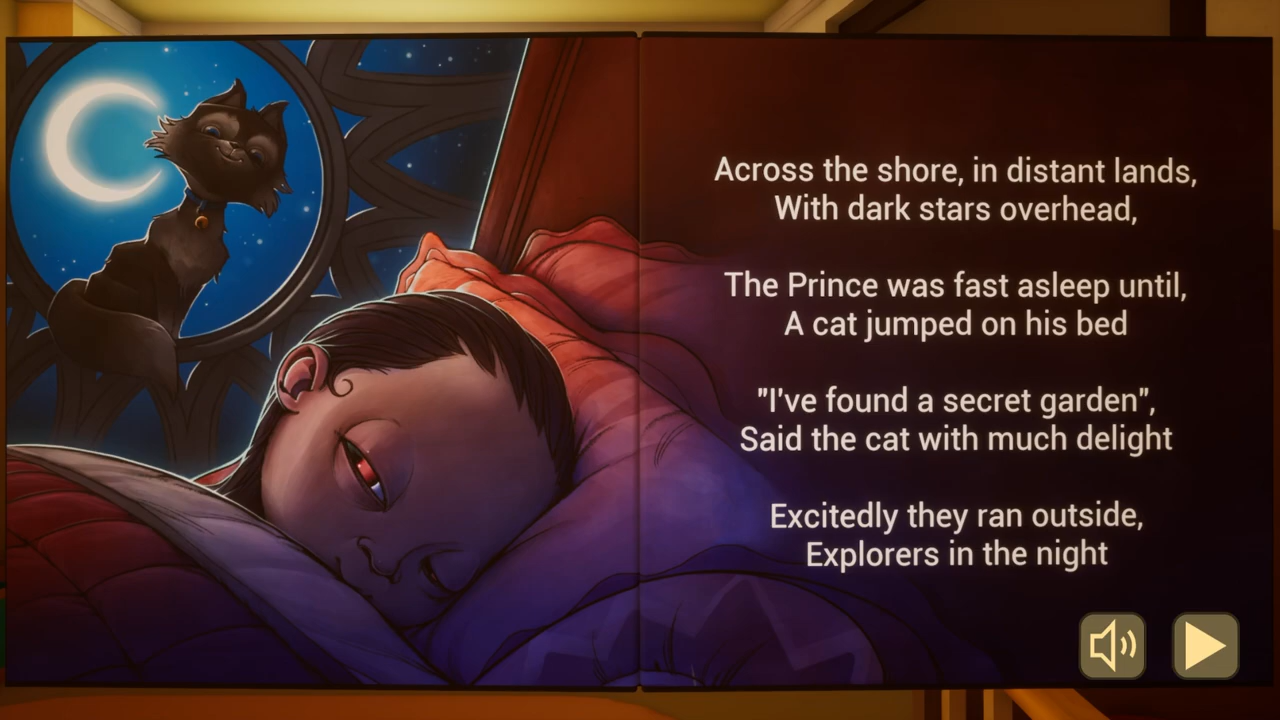 Across the shore, in distant lands,
With dark stars overhead,
The Prince was fast asleep until,
A cat jumped on his bed
"I've found a secret garden",
Said the cat with much delight
Excitedly they ran outside,
Explorers in the night